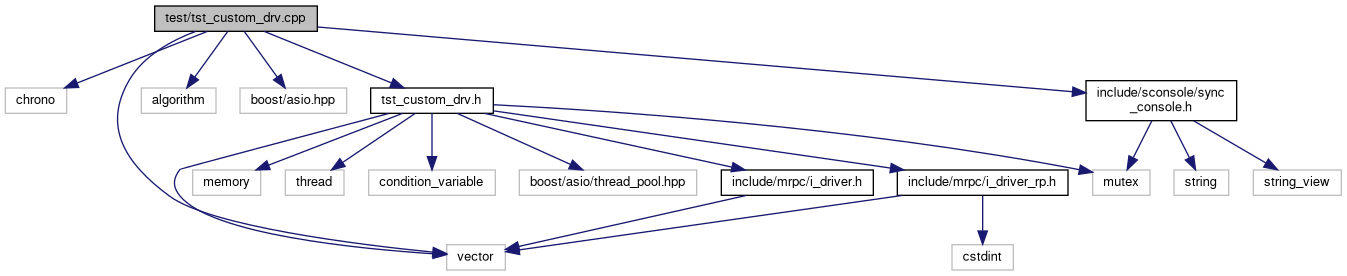 test/tst_custom_drv.cpp
chrono
algorithm
boost/asio.hpp
tst_custom_drv.h
include/sconsole/sync
_console.h
memory
thread
condition_variable
boost/asio/thread_pool.hpp
include/mrpc/i_driver.h
include/mrpc/i_driver_rp.h
mutex
string
string_view
vector
cstdint